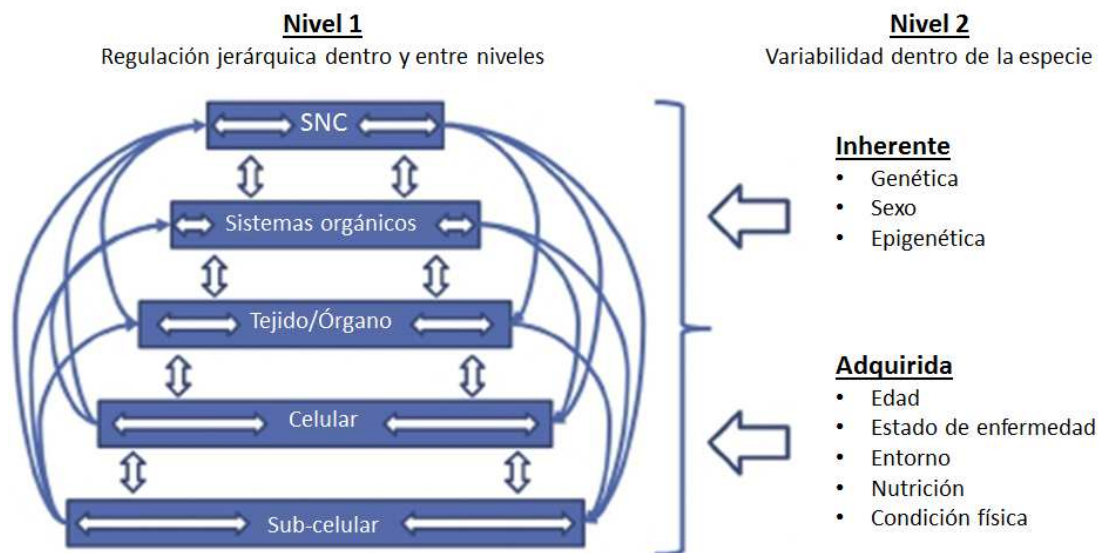 Nivel 1
Regulación jerárquica dentro y entre niveles
SNC
Sistemas orgánicos
Tejido/Órgano
Celular
Sub-celular
Nivel 2
Variabilidad dentro de la especie
Inherente
• Genética
• Sexo
• Epigenética
Adquirida
• Edad
• Estado de enfermedad
• Entorno
• Nutrición
• Condición física